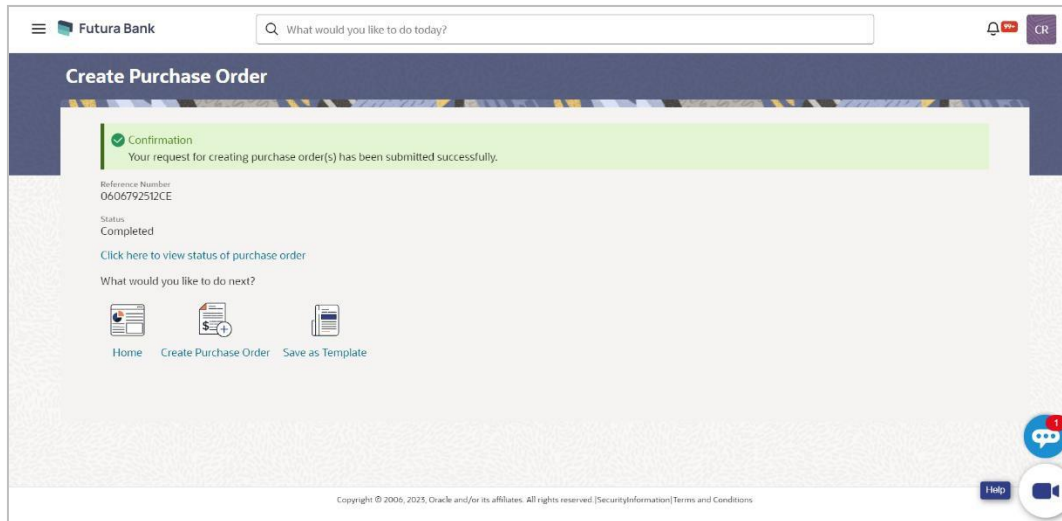 Futura Bank
What would you like to do today?
99+
CR
Create Purchase Order
Confirmation
Your request for creating purchase order(s) has been submitted successfully.
Reference Number
0606792512CE
Status
Completed
Click here to view status of purchase order
What would you like to do next?
$
Home Create Purchase Order Save as Template
1
Help
Copyright © 2006, 2023, Oracle and/or its affiliates. All rights reserved.|SecurityInformation|Terms and Conditions